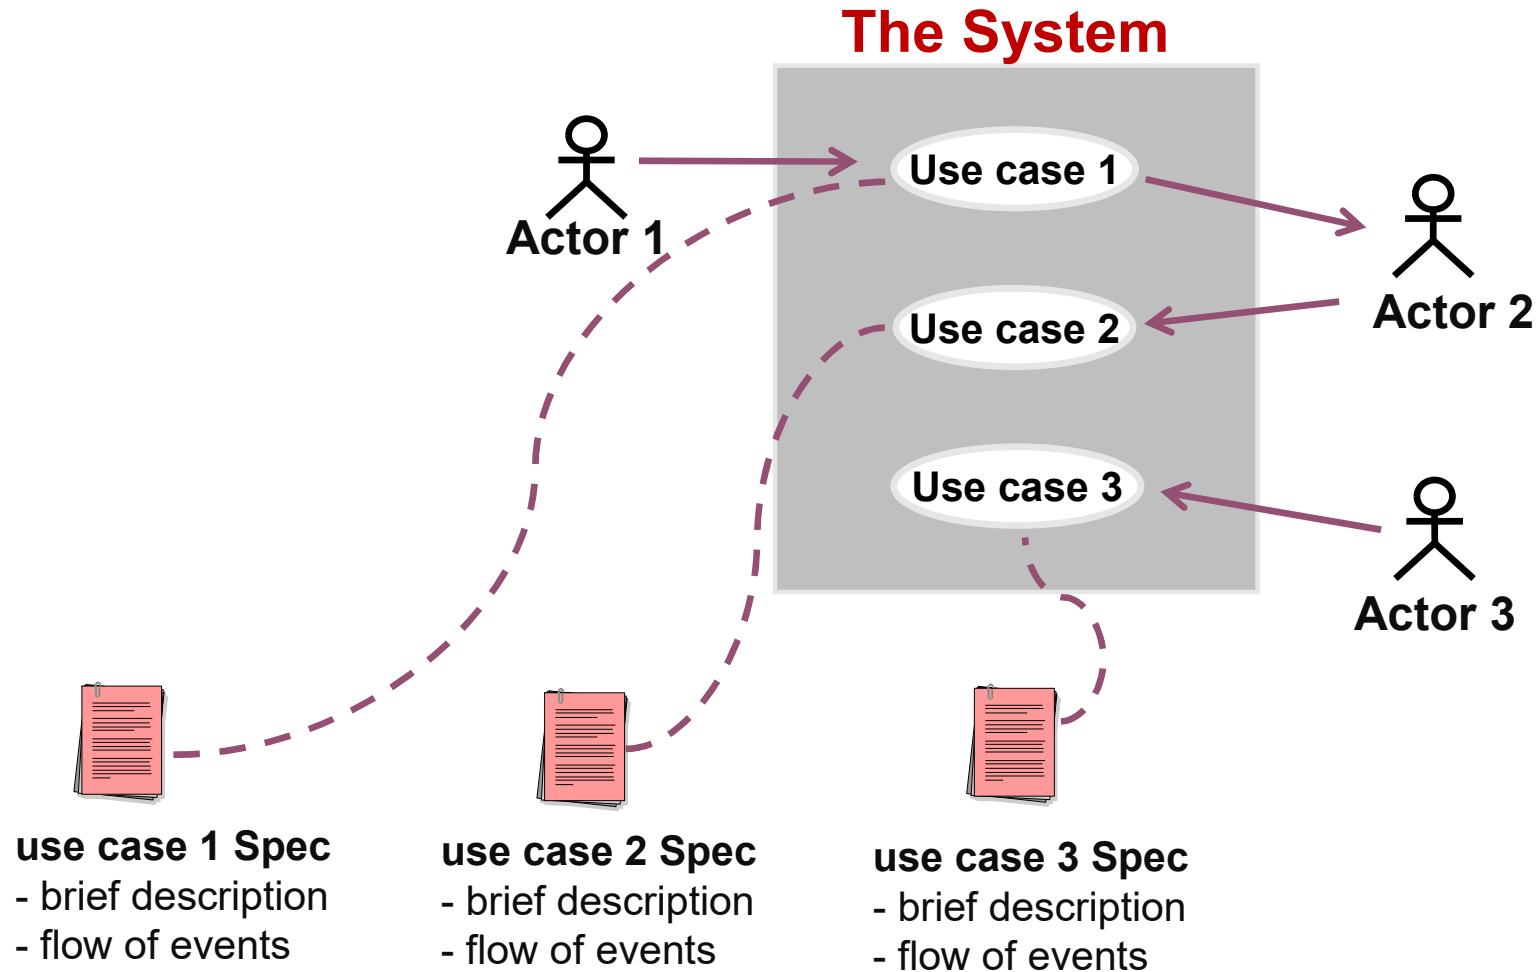 The System
Use case 1
Actor 1
Actor 2
Use case 2
Use case 3
Actor 3
use case 1 Spec
- brief description
- flow of events
use case 2 Spec
- brief description
- flow of events
use case 3 Spec
- brief description
- flow of events